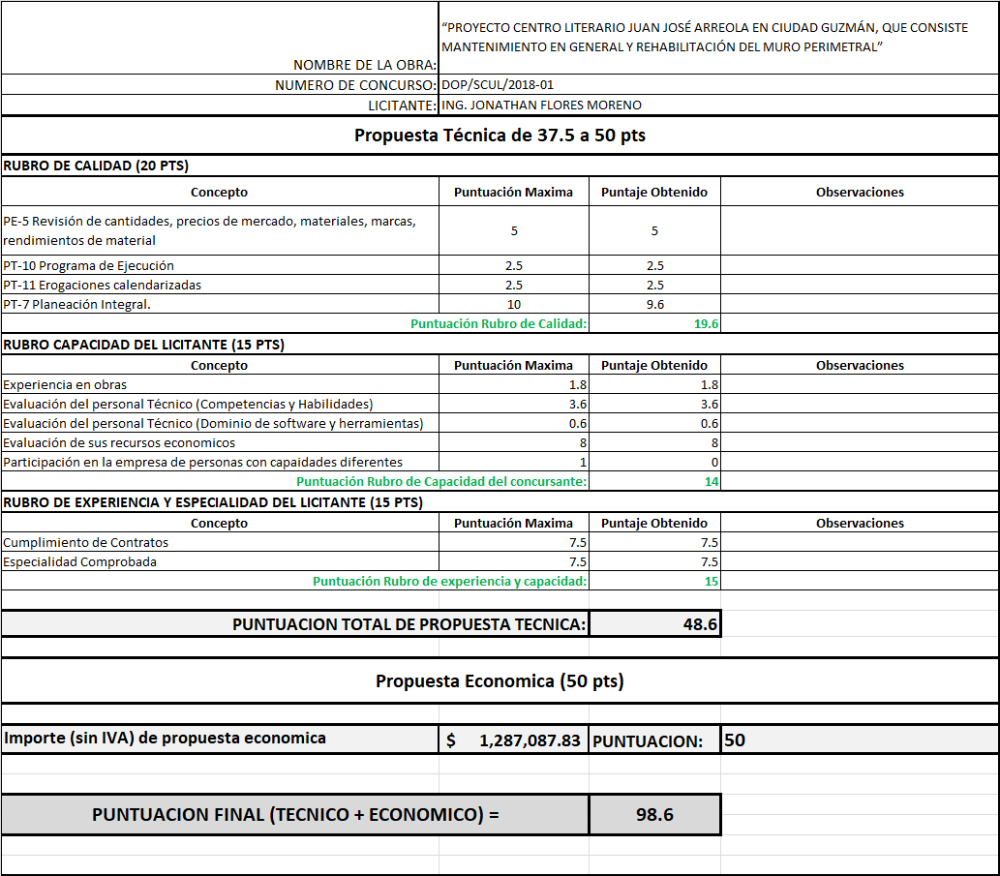 “PROYECTO CENTRO LITERARIO JUAN JOSÉ ARREOLA EN CIUDAD GUZMÁN, QUE CONSISTE
MANTENIMIENTO EN GENERAL Y REHABILITACIÓN DEL MURO PERIMETRAL”
NOMBRE DE LA OBRA:
NUMERO DE CONCURSO: DOP/SCUL/2018-01
LICITANTE: ING. JONATHAN FLORES MORENO
Propuesta Técnica de 37.5 a 50 pts
RUBRO DE CALIDAD (20 PTS)
Concepto Puntuación Maxima Puntaje Obtenido Observaciones
PE-5 Revisión de cantidades, precios de mercado, materiales, marcas,
rendimientos de material 5 5
PT-10 Programa de Ejecución 2.5 2.5
PT-11 Erogaciones calendarizadas 2.5 2.5
PT-7 Planeación Integral. 10 9.6
Puntuación Rubro de Calidad: 19.6
RUBRO CAPACIDAD DEL LICITANTE (15 PTS)
Concepto Puntuación Maxima Puntaje Obtenido Observaciones
Experiencia en obras 1.8 1.8
Evaluación del personal Técnico (Competencias y Habilidades) 3.6 3.6
Evaluación del personal Técnico (Dominio de software y herramientas) 0.6 0.6
Evaluación de sus recursos economicos 8 8
Participación en la empresa de personas con capaidades diferentes 1 0
Puntuación Rubro de Capacidad del concursante: 14
RUBRO DE EXPERIENCIA Y ESPECIALIDAD DEL LICITANTE (15 PTS)
Concepto Puntuación Maxima Puntaje Obtenido Observaciones
Cumplimiento de Contratos 7.5 7.5
Especialidad Comprobada 7.5 7.5
Puntuación Rubro de experiencia y capacidad: 15
PUNTUACION TOTAL DE PROPUESTA TECNICA: 48.6
Propuesta Economica (50 pts)
Importe (sin IVA) de propuesta economica $ 1,287,087.83 PUNTUACION: 50
PUNTUACION FINAL (TECNICO + ECONOMICO) = 98.6